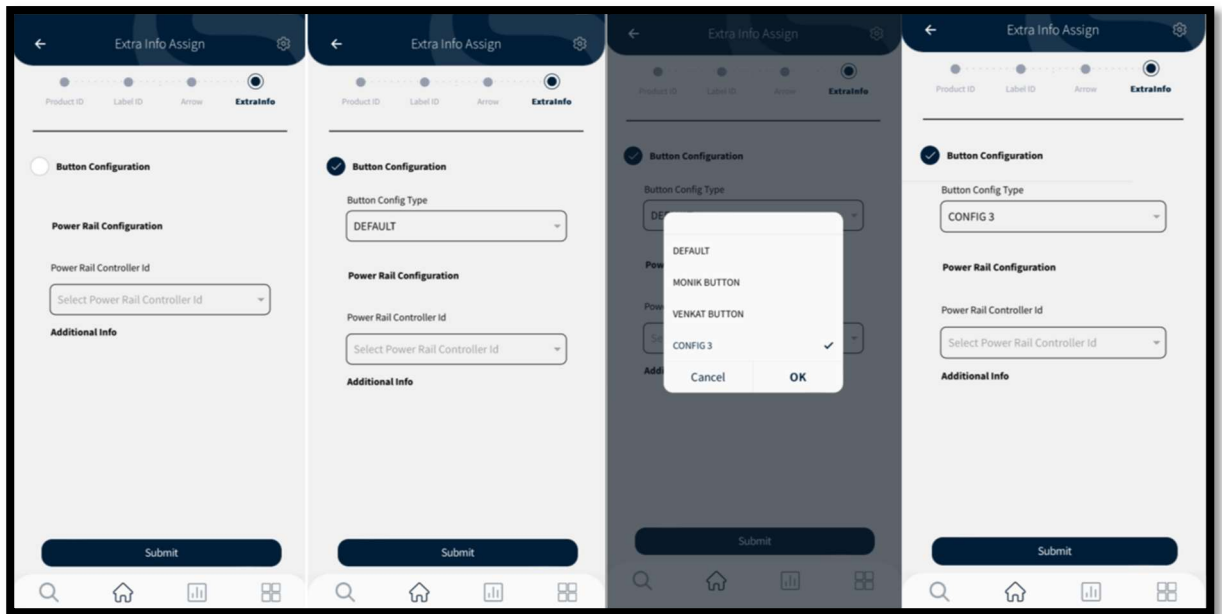 Extra Info Assign
Product ID Label ID Arrow ExtraInfo
Button Configuration
Power Rail Configuration
Power Rail Controller Id
Select Power Rail Controller Id
Additional Info
Submit
Extra Info Assign
Product ID Label ID Arrow ExtraInfo
Button Configuration
Button Config Type
DEFAULT
Power Rail Configuration
Power Rail Controller Id
Select Power Rail Controller Id
Additional Info
Submit
Extra Info Assign
Product ID Label ID Arrow ExtraInfo
Button Configuration
Button Config Type
DEFAULT
MONIK BUTTON
VENKAT BUTTON
CONFIG 3
Cancel OK
Submit
Extra Info Assign
Product ID Label ID Arrow ExtraInfo
Button Configuration
Button Config Type
CONFIG 3
Power Rail Configuration
Power Rail Controller Id
Select Power Rail Controller Id
Additional Info
Submit